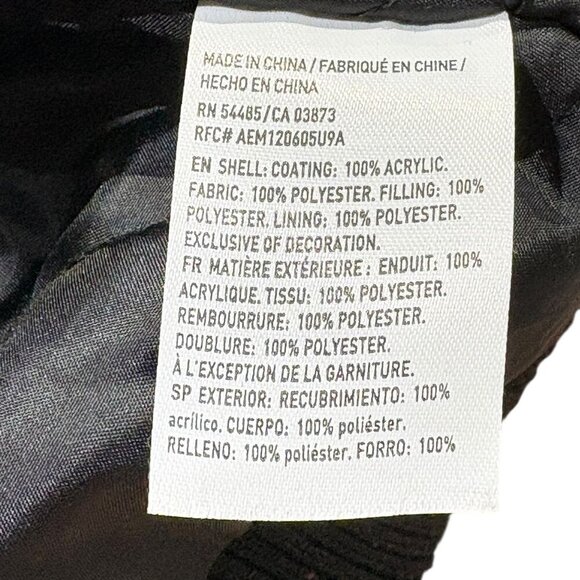 MADE IN CHINA / FABRIQUÉ EN CHINE /
HECHO EN CHINA
RN 54485/CA 03873
RFC# AEM120605U9A
EN SHELL: COATING: 100% ACRYLIC.
FABRIC: 100% POLYESTER. FILLING: 100%
POLYESTER. LINING: 100% POLYESTER.
EXCLUSIVE OF DECORATION.
FR MATIÈRE EXTÉRIEURE : ENDUIT: 100%
ACRYLIQUE. TISSU: 100% POLYESTER.
REMBOURRURE: 100% POLYESTER.
DOUBLURE: 100% POLYESTER.
À L'EXCEPTION DE LA GARNITURE.
SP EXTERIOR: RECUBRIMIENTO: 100%
acrílico. CUERPO: 100% poliéster.
RELLENO: 100% poliéster. FORRO: 100%